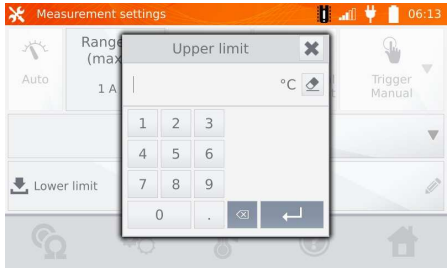 Measurement settings 06:13
Upper limit
Range
(max
Auto
1 A
°C
Trigger
Manual
1 2 3
4 5 6
7 8 9
0 .
Lower limit